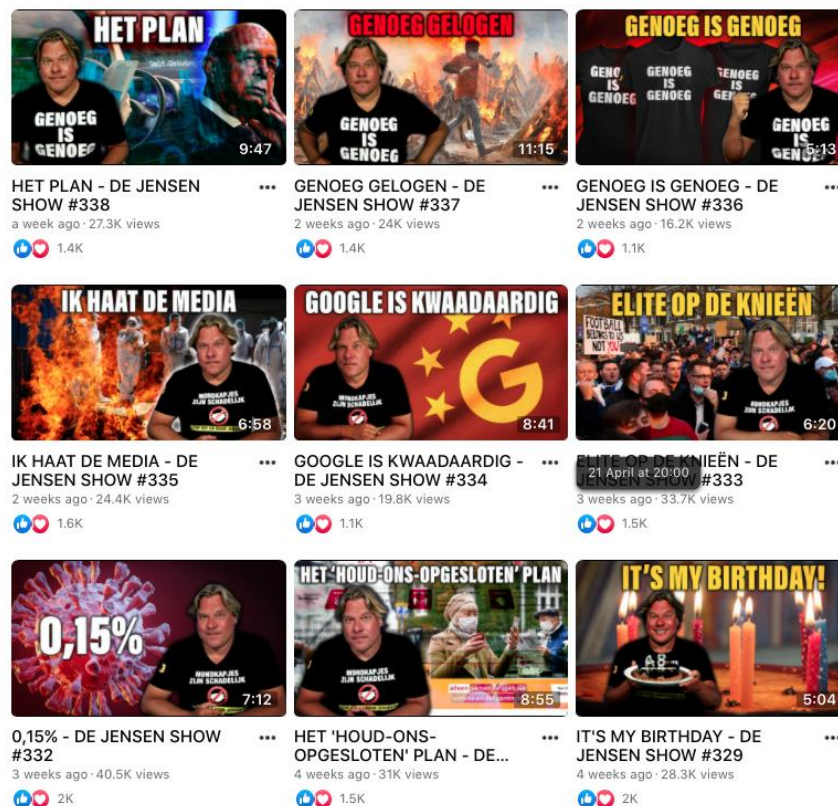 HET PLAN
GENOEG
IS
GENOEG
9:47
HET PLAN - DE JENSEN
SHOW #338
a week ago · 27.3K views
1.4K
GENOEG GELOGEN
GENOEG
IS
GENOEG
11:15
GENOEG GELOGEN - DE
JENSEN SHOW #337
2 weeks ago · 24K views
1.4K
GENOEG IS GENOEG
GENOEG
IS
GENOEG
GENOEG
IS
GENOEG
GENOEG
IS
GENOEG
5:13
GENOEG IS GENOEG - DE
JENSEN SHOW #336
2 weeks ago · 16.2K views
1.1K
IK HAAT DE MEDIA
MONDKAPJES
ZIJN SCHADELIJK
6:58
IK HAAT DE MEDIA - DE
JENSEN SHOW #335
2 weeks ago · 24.4K views
1.6K
GOOGLE IS KWAADAARDIG
G
MONDKAPJES
ZIJN SCHADELIJK
8:41
GOOGLE IS KWAADAARDIG -
DE JENSEN SHOW #334
3 weeks ago · 19.8K views
1.1K
ELITE OP DE KNIEËN
FOOTBALL
BELONGS TO US
NOT YOU
MONDKAPJES
ZIJN SCHADELIJK
6:20
ELITE OP DE KNIEËN - DE
JENSEN SHOW #333
21 April at 20:00
3 weeks ago · 33.7K views
1.5K
0,15%
MONDKAPJES
ZIJN SCHADELIJK
7:12
0,15% - DE JENSEN SHOW
#332
3 weeks ago · 40.5K views
2K
HET 'HOUD-ONS-OPGESLOTEN' PLAN
MONDKAPJES
ZIJN SCHADELIJK
8:55
HET 'HOUD-ONS-
OPGESLOTEN' PLAN - DE...
4 weeks ago · 31K views
1.5K
IT'S MY BIRTHDAY!
48
5:04
IT'S MY BIRTHDAY - DE
JENSEN SHOW #329
4 weeks ago · 28.3K views
2K